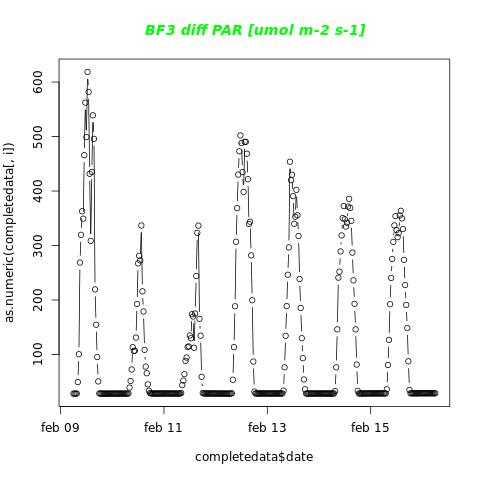 BF3 diff PAR [umol m-2 s-1]
as.numeric(completedata[, i])
600
500
400
300
200
100
feb 09 feb 11 feb 13 feb 15
completedata$date